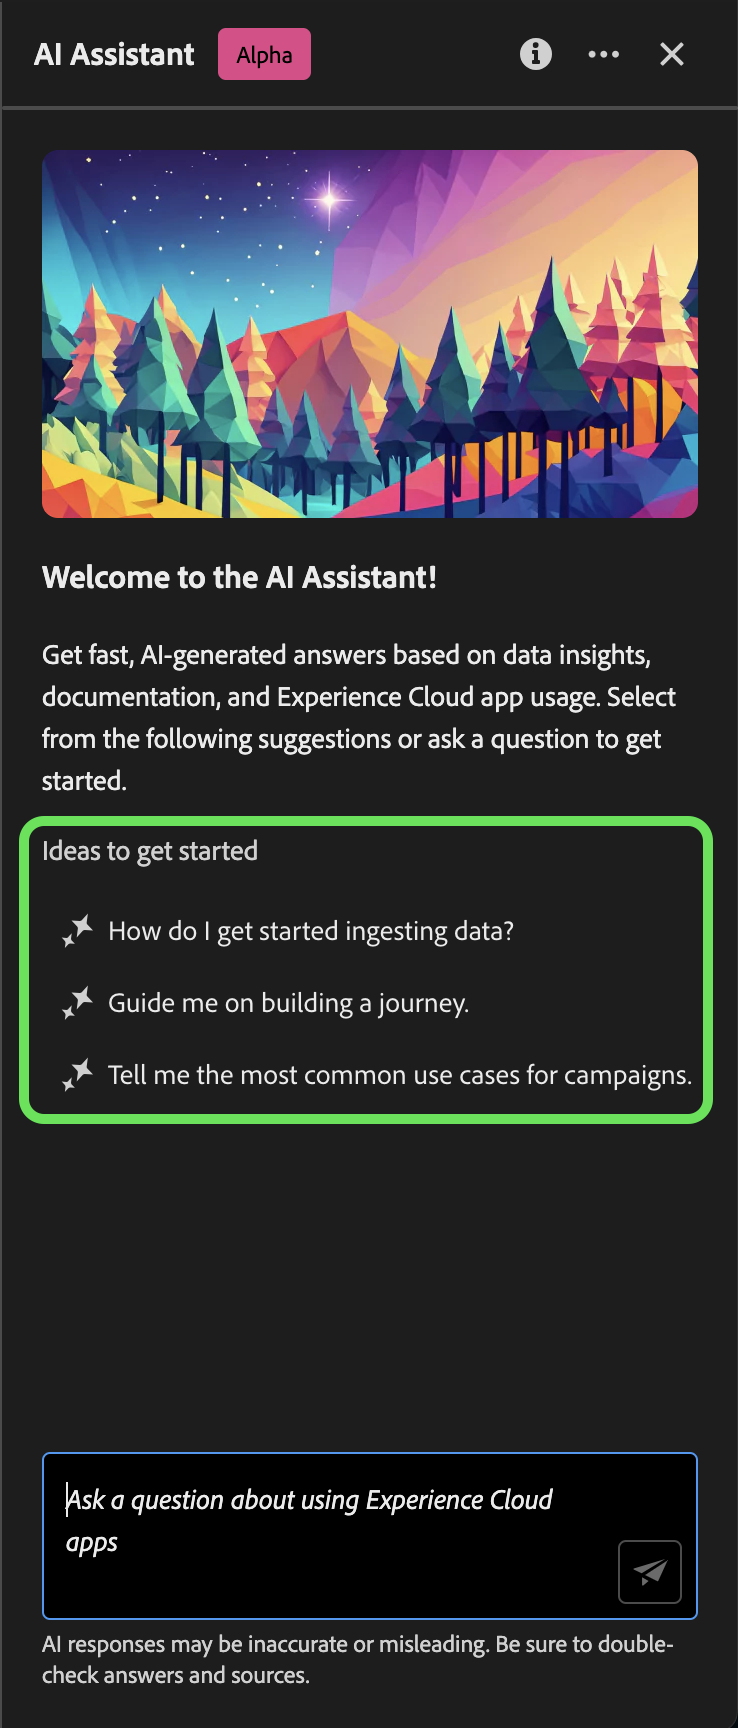 AI Assistant Alpha
Welcome to the AI Assistant!
Get fast, AI-generated answers based on data insights,
documentation, and Experience Cloud app usage. Select
from the following suggestions or ask a question to get
started.
Ideas to get started
How do I get started ingesting data?
Guide me on building a journey.
Tell me the most common use cases for campaigns.
Ask a question about using Experience Cloud
apps
AI responses may be inaccurate or misleading. Be sure to double-
check answers and sources.